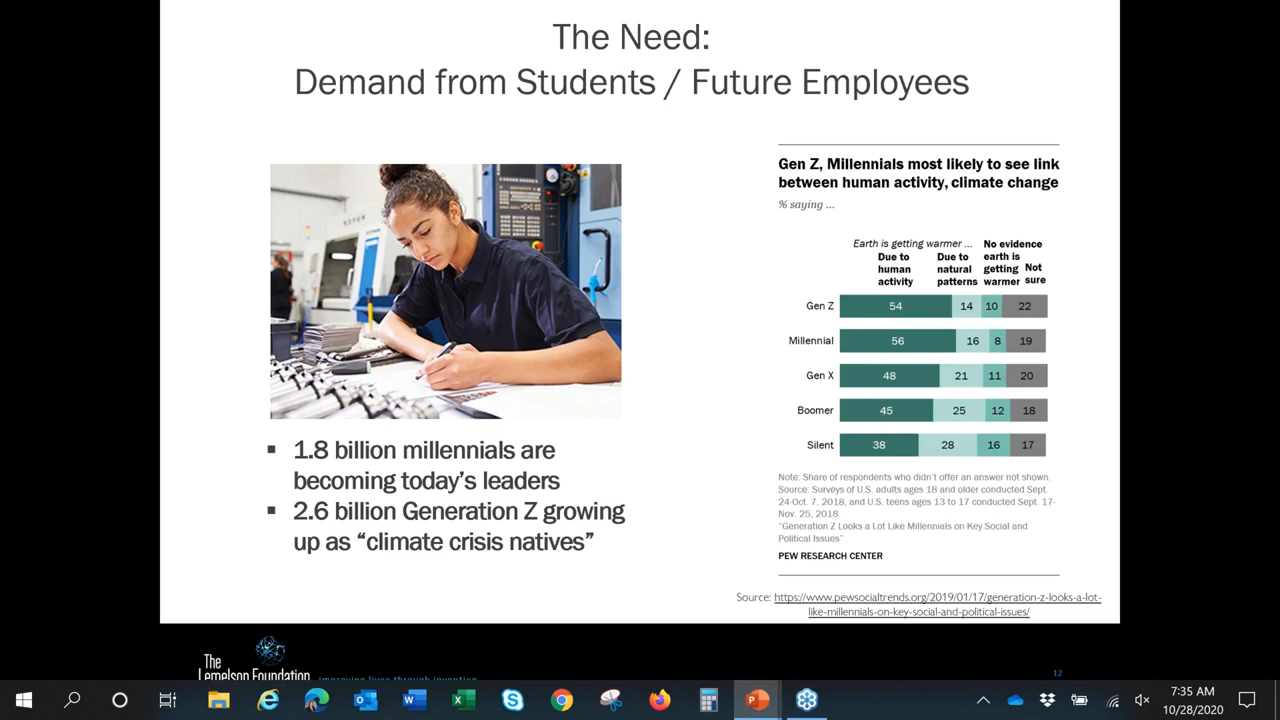 The Need:
Demand from Students / Future Employees
▪ 1.8 billion millennials are
becoming today's leaders
▪ 2.6 billion Generation Z growing
up as “climate crisis natives”
Gen Z, Millennials most likely to see link
between human activity, climate change
% saying ...
Earth is getting warmer ...
Due to
human
activity
Due to
natural
patterns
No evidence
earth is
getting
warmer
Not
sure
Gen Z 54 14 10 22
Millennial 56 16 8 19
Gen X 48 21 11 20
Boomer 45 25 12 18
Silent 38 28 16 17
Note: Share of respondents who didn't offer an answer not shown.
Source: Surveys of U.S. adults ages 18 and older conducted Sept.
24-Oct. 7, 2018, and U.S. teens ages 13 to 17 conducted Sept. 17-
Nov. 25, 2018.
“Generation Z Looks a Lot Like Millennials on Key Social and
Political Issues”
PEW RESEARCH CENTER
Source: https://www.pewsocialtrends.org/2019/01/17/generation-z-looks-a-lot-
like-millennials-on-key-social-and-political-issues/
The
Lemelson Foundation improving lives through invention
12
7:35 AM
10/28/2020